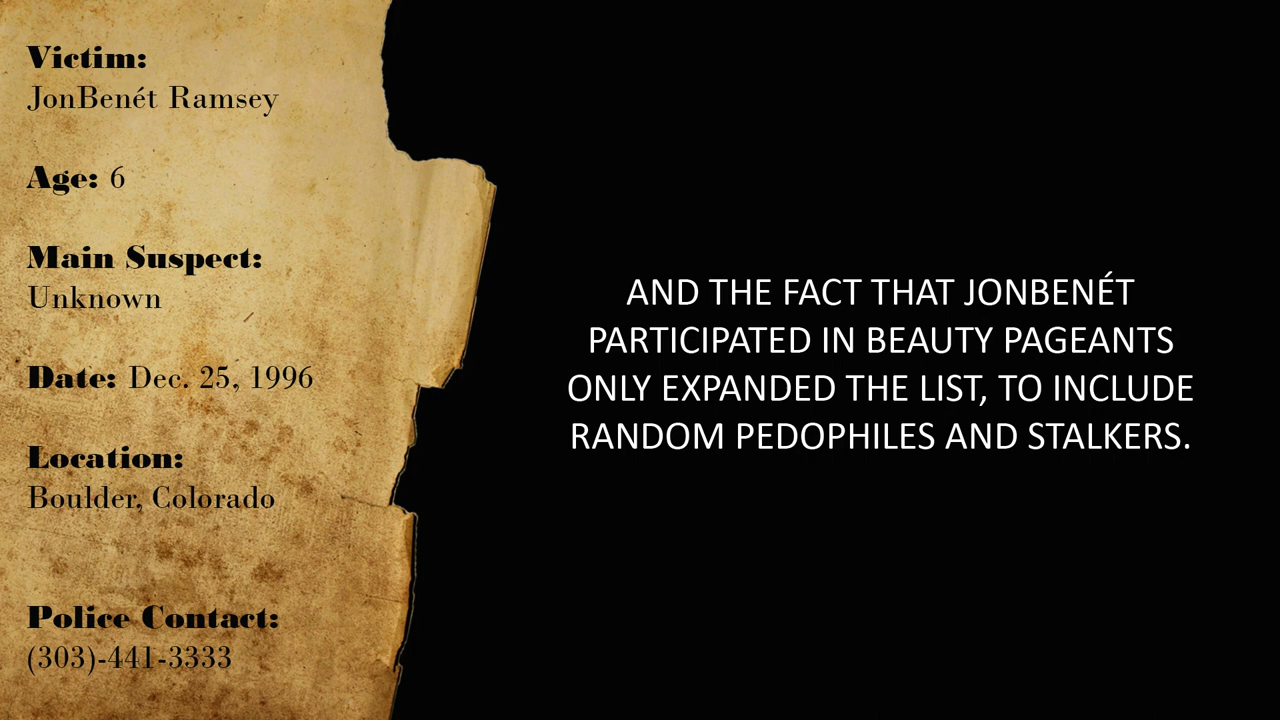 Victim:
JonBenét Ramsey
Age: 6
Main Suspect:
Unknown
Date: Dec. 25, 1996
Location:
Boulder, Colorado
Police Contact:
(303)-441-3333
AND THE FACT THAT JONBENÉT
PARTICIPATED IN BEAUTY PAGEANTS
ONLY EXPANDED THE LIST, TO INCLUDE
RANDOM PEDOPHILES AND STALKERS.